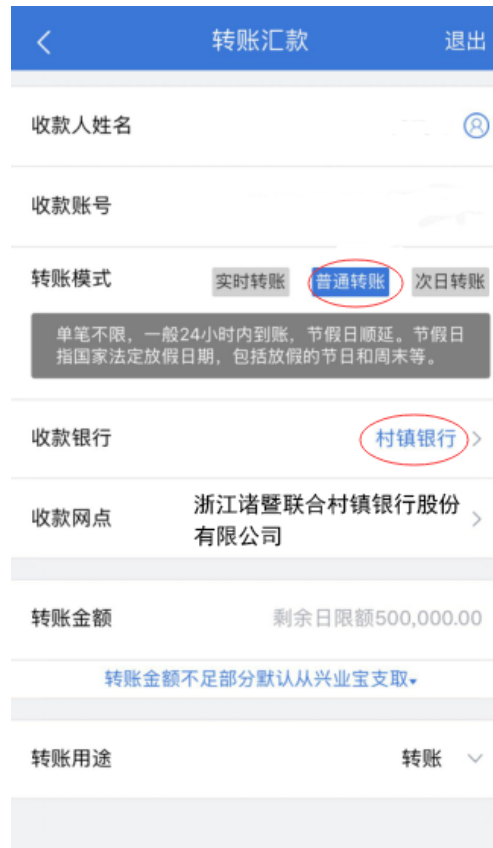 转账汇款 退出
收款人姓名
收款账号
转账模式 实时转账 普通转账 次日转账
单笔不限，一般24小时内到账，节假日顺延。节假日
指国家法定放假日期，包括放假的节日和周末等。
收款银行 村镇银行
收款网点 浙江诸暨联合村镇银行股份
有限公司
转账金额 剩余日限额500,000.00
转账金额不足部分默认从兴业宝支取
转账用途 转账